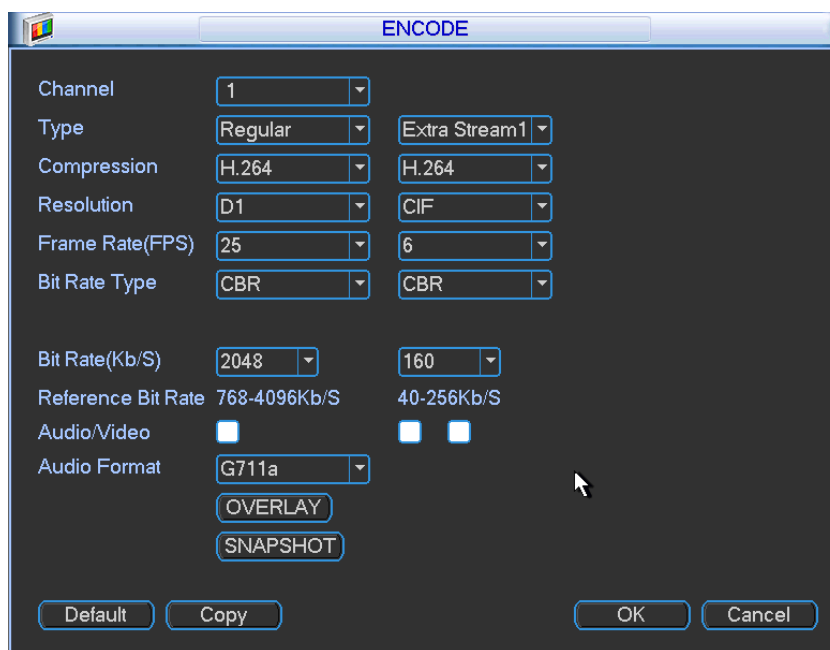 ENCODE
Channel 1
Type Regular Extra Stream1
Compression H.264 H.264
Resolution D1 CIF
Frame Rate(FPS) 25 6
Bit Rate Type CBR CBR
Bit Rate(Kb/S) 2048 160
Reference Bit Rate 768-4096Kb/S 40-256Kb/S
Audio/Video
Audio Format G711a
OVERLAY
SNAPSHOT
Default Copy OK Cancel